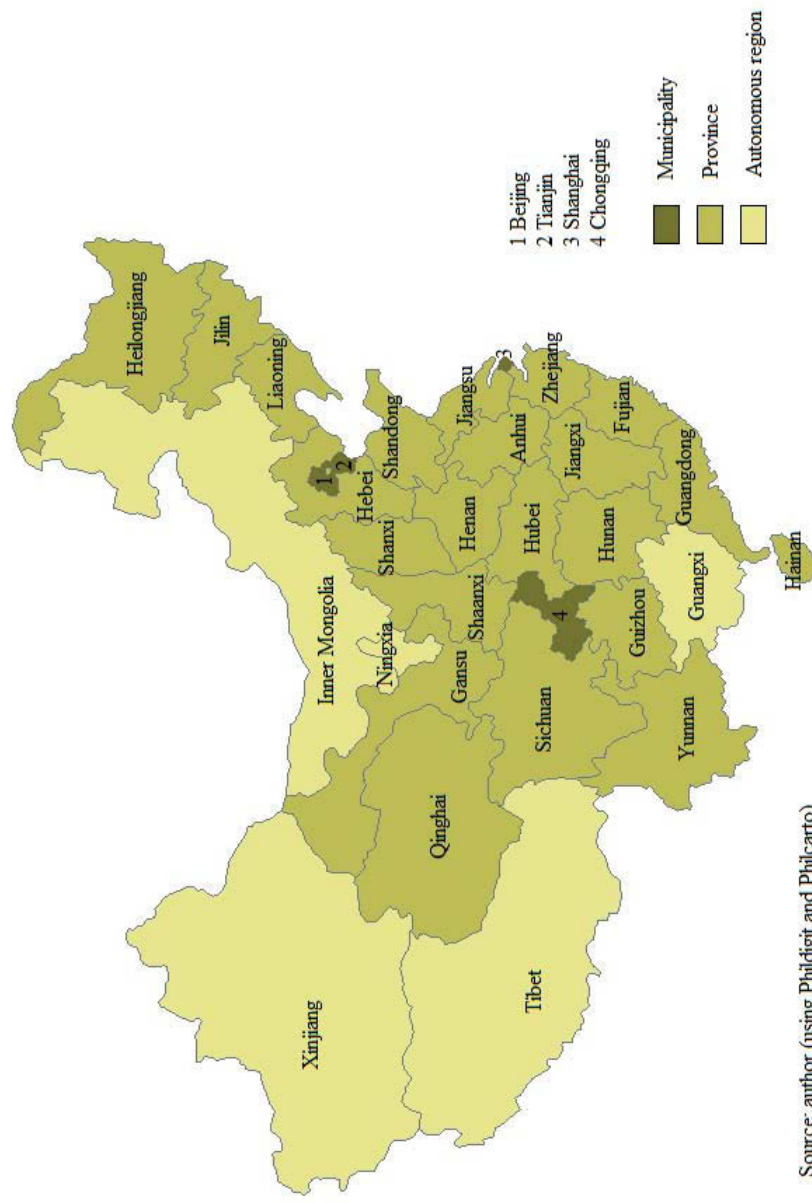 Heilongjiang
Jilin
Liaoning
Inner Mongolia
Xinjiang
1
2
Hebei
Shanxi
Shandong
Ningxia
Gansu
Shaanxi
Qinghai
Henan
Jiangsu
3
Tibet
Sichuan
4
Hubei
Anhui
Zhejiang
Hunan
Jiangxi
Fujian
Guizhou
Yunnan
Guangxi
Guangdong
Hainan
1 Beijing
2 Tianjin
3 Shanghai
4 Chongqing
Municipality
Province
Autonomous region
Source: author (using Phildigit and Philcarto)